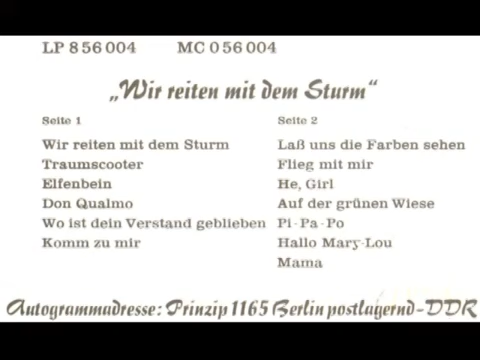 LP 8 56 004 MC 0 56 004
„Wir reiten mit dem Sturm“
Seite 1
Wir reiten mit dem Sturm
Traumscooter
Elfenbein
Don Qualmo
Wo ist dein Verstand geblieben
Komm zu mir
Seite 2
Laß uns die Farben sehen
Flieg mit mir
He, Girl
Auf der grünen Wiese
Pi-Pa-Po
Hallo Mary-Lou
Mama
Autogrammadresse: Prinzip 1165 Berlin postlagernd-DDR